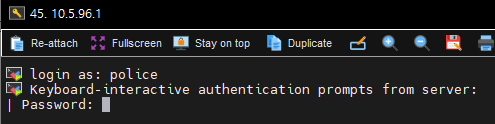 45. 10.5.96.1
Re-attach Fullscreen Stay on top Duplicate
login as: police
Keyboard-interactive authentication prompts from server:
| Password: